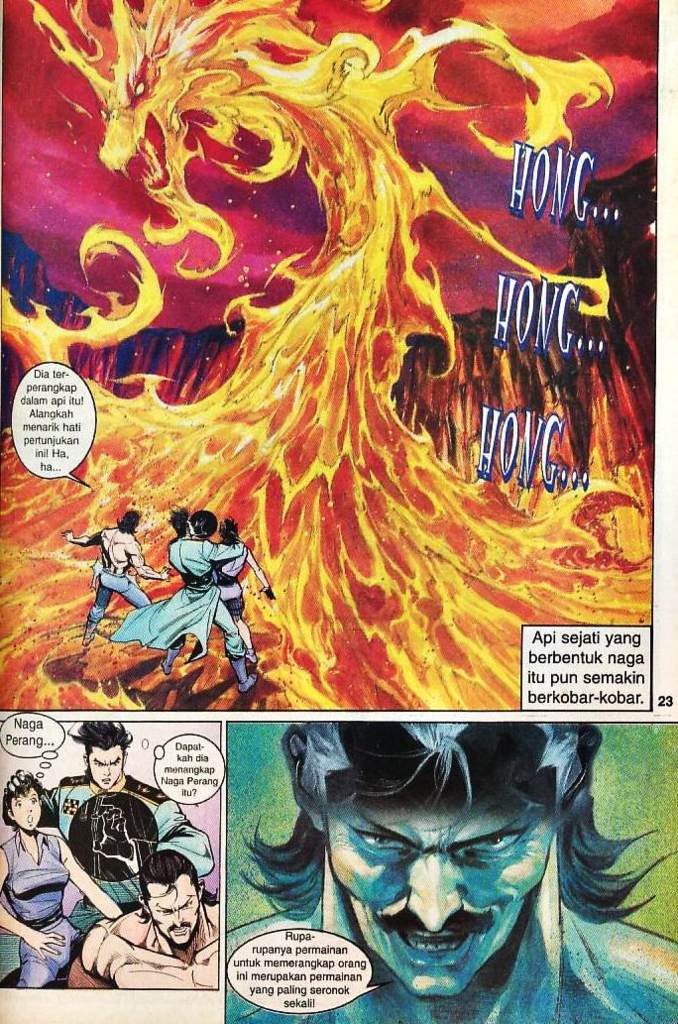 HONG...
HONG...
HONG...
Dia ter-
perangkap
dalam api itu!
Alangkah
menarik hati
pertunjukan
ini! Ha,
ha...
Api sejati yang
berbentuk naga
itu pun semakin
berkobar-kobar.
23
Naga
Perang...
Dapat-
kah dia
menangkap
Naga Perang
itu?
Rupa-
rupanya permainan
untuk memerangkap orang
ini merupakan permainan
yang paling seronok
sekali!